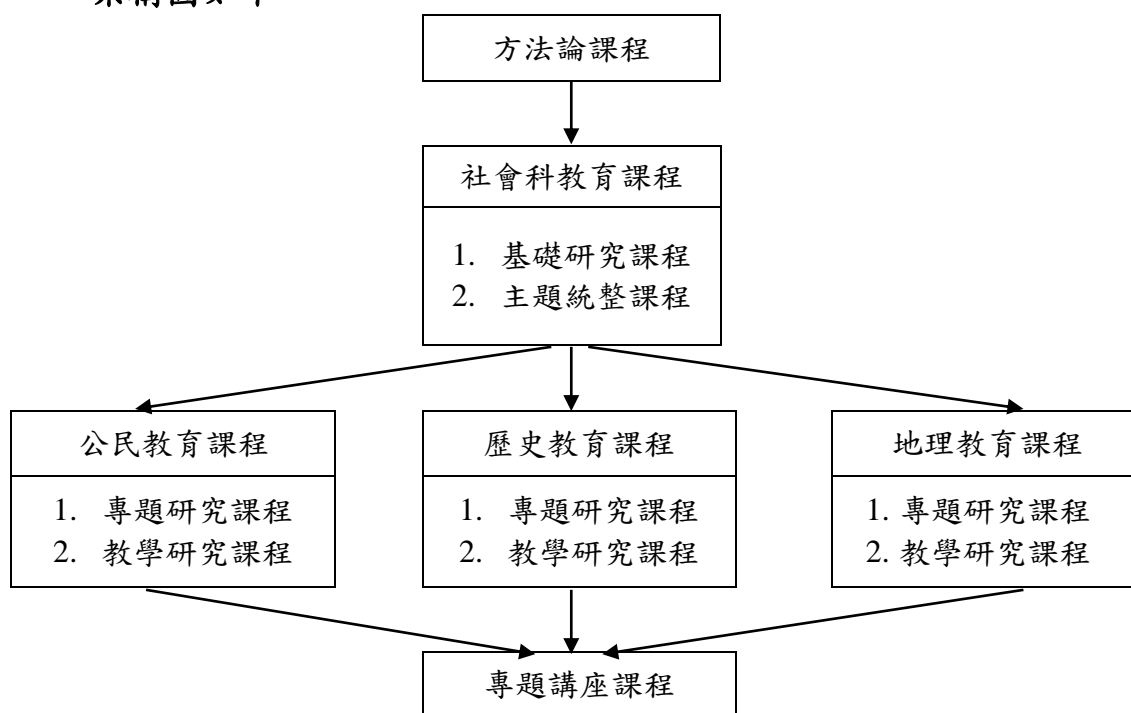 方法論課程
社會科教育課程
1. 基礎研究課程
2. 主題統整課程
公民教育課程
1. 專題研究課程
2. 教學研究課程
歷史教育課程
1. 專題研究課程
2. 教學研究課程
地理教育課程
1. 專題研究課程
2. 教學研究課程
專題講座課程